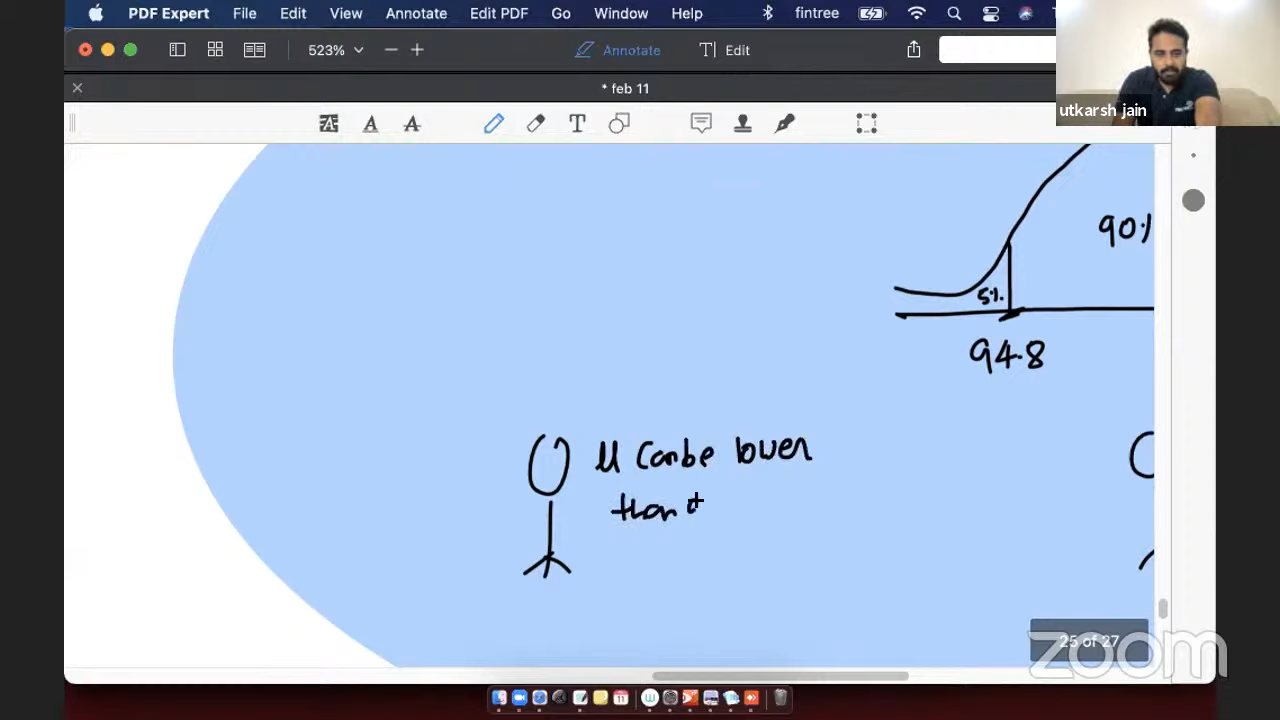 PDF Expert File Edit View Annotate Edit PDF Go Window Help fintree
523% Annotate T| Edit
* feb 11
utkarsh jain
90%
5%
94.8
μ can be lower
than
25 of 27
zoom